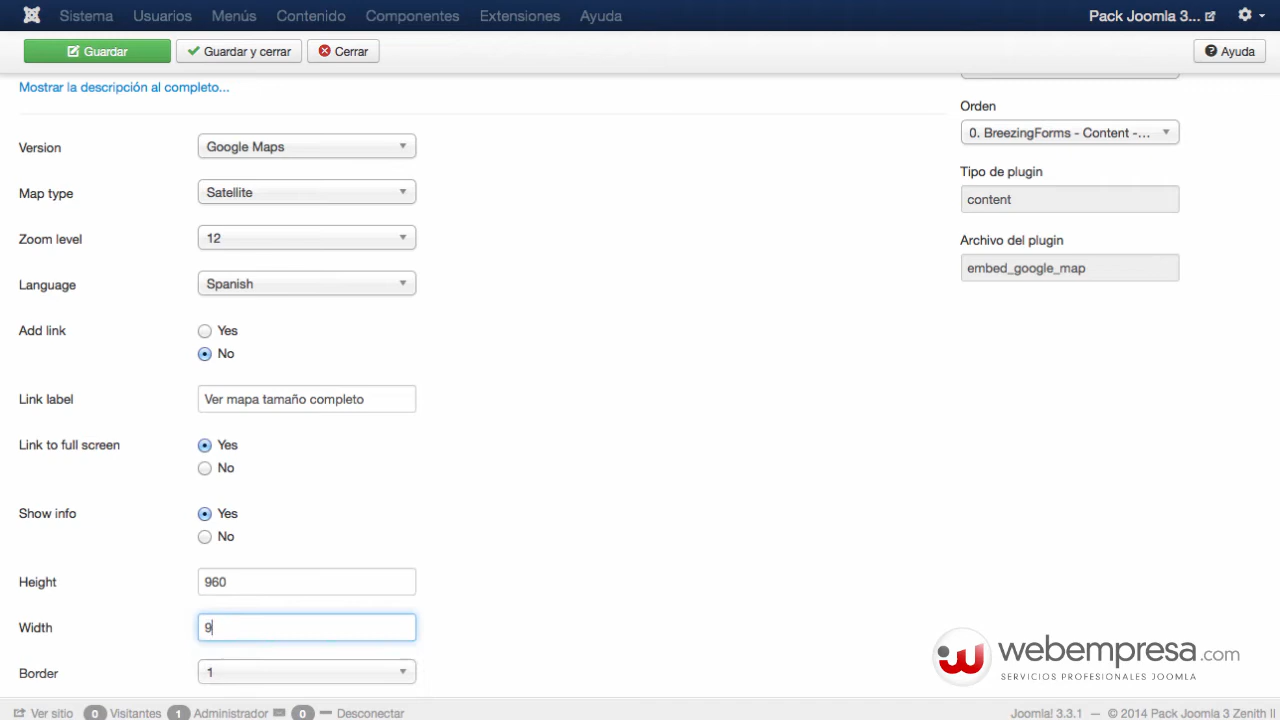 Sistema Usuarios Menús Contenido Componentes Extensiones Ayuda Pack Joomla 3...
Guardar Guardar y cerrar Cerrar Ayuda
Mostrar la descripción al completo...
Version Google Maps
Map type Satellite
Zoom level 12
Language Spanish
Add link Yes
No
Link label Ver mapa tamaño completo
Link to full screen Yes
No
Show info Yes
No
Height 960
Width 9
Border 1
Orden
0. BreezingForms - Content -...
Tipo de plugin
content
Archivo del plugin
embed_google_map
webempresa.com
SERVICIOS PROFESIONALES JOOMLA
Ver sitio 0 Visitantes 1 Administrador 0 Desconectar Joomla! 3.3.1 — © 2014 Pack Joomla 3 Zenith II